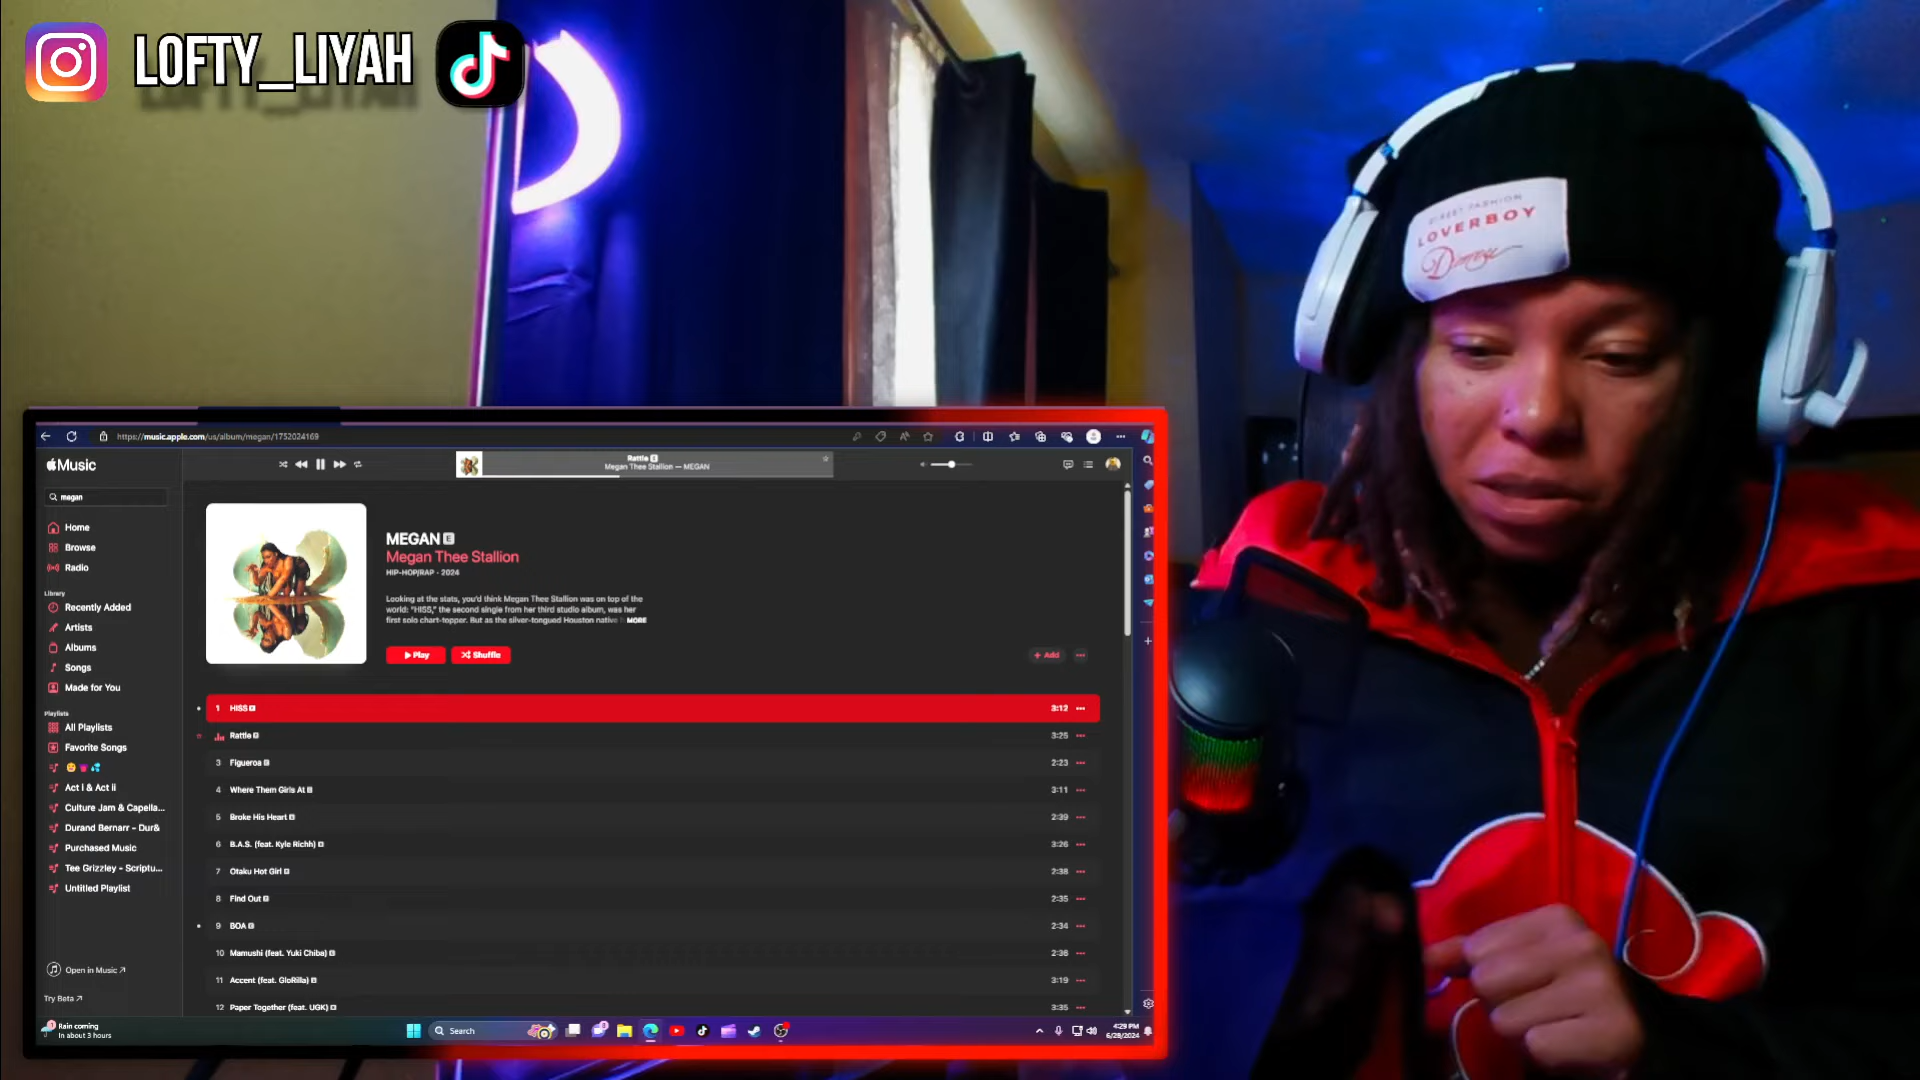 LOFTY_LIYAH
STREET FASHION
LOVERBOY
https://music.apple.com/us/album/megan/1752024169
Music
Rattle E
Megan Thee Stallion — MEGAN
megan
Home
Browse
Radio
Library
Recently Added
Artists
Albums
Songs
Made for You
Playlists
All Playlists
Favorite Songs
Act i & Act ii
Culture Jam & Capella...
Durand Bernarr - Dur&
Purchased Music
Tee Grizzley - Scriptu...
Untitled Playlist
Open in Music
Try Beta
MEGAN E
Megan Thee Stallion
HIP-HOP/RAP · 2024
Looking at the stats, you'd think Megan Thee Stallion was on top of the
world: "HISS," the second single from her third studio album, was her
first solo chart-topper. But as the silver-tongued Houston native MORE
Play
Shuffle
+ Add
1 HISS E 3:12
Rattle E 3:25
3 Figueroa E 2:23
4 Where Them Girls At E 3:11
5 Broke His Heart E 2:39
6 B.A.S. (feat. Kyle Richh) E 3:26
7 Otaku Hot Girl E 2:38
8 Find Out E 2:35
9 BOA E 2:34
10 Mamushi (feat. Yuki Chiba) E 2:36
11 Accent (feat. GloRilla) E 3:19
12 Paper Together (feat. UGK) E 3:35
Rain coming
In about 3 hours
Search
4:29 PM
6/28/2024